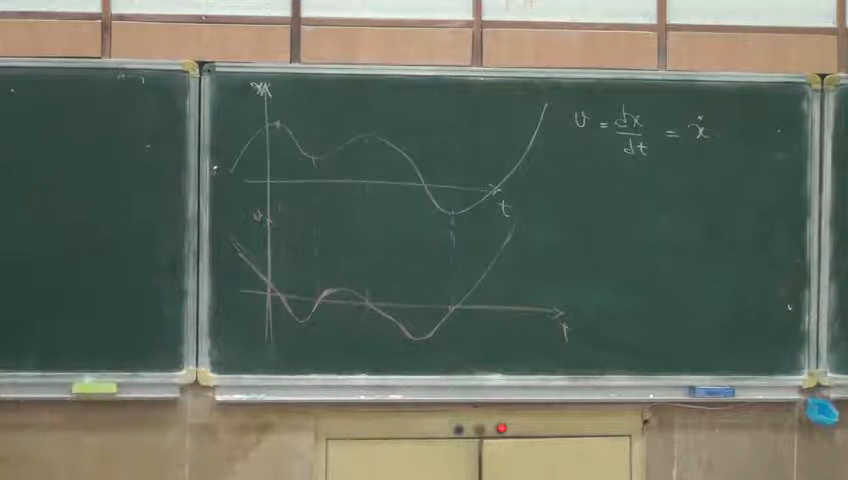 x
v = dx/dt = ẋ
t
v
t